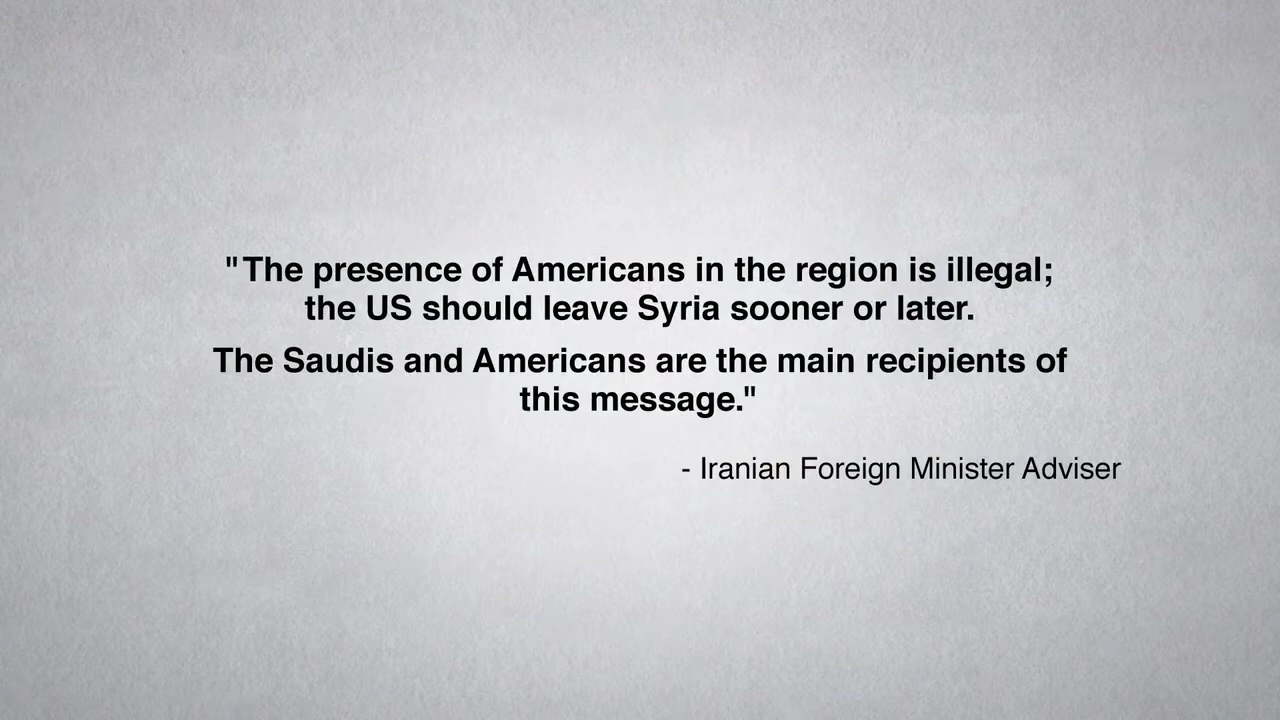 "The presence of Americans in the region is illegal;
the US should leave Syria sooner or later.
The Saudis and Americans are the main recipients of
this message."
- Iranian Foreign Minister Adviser